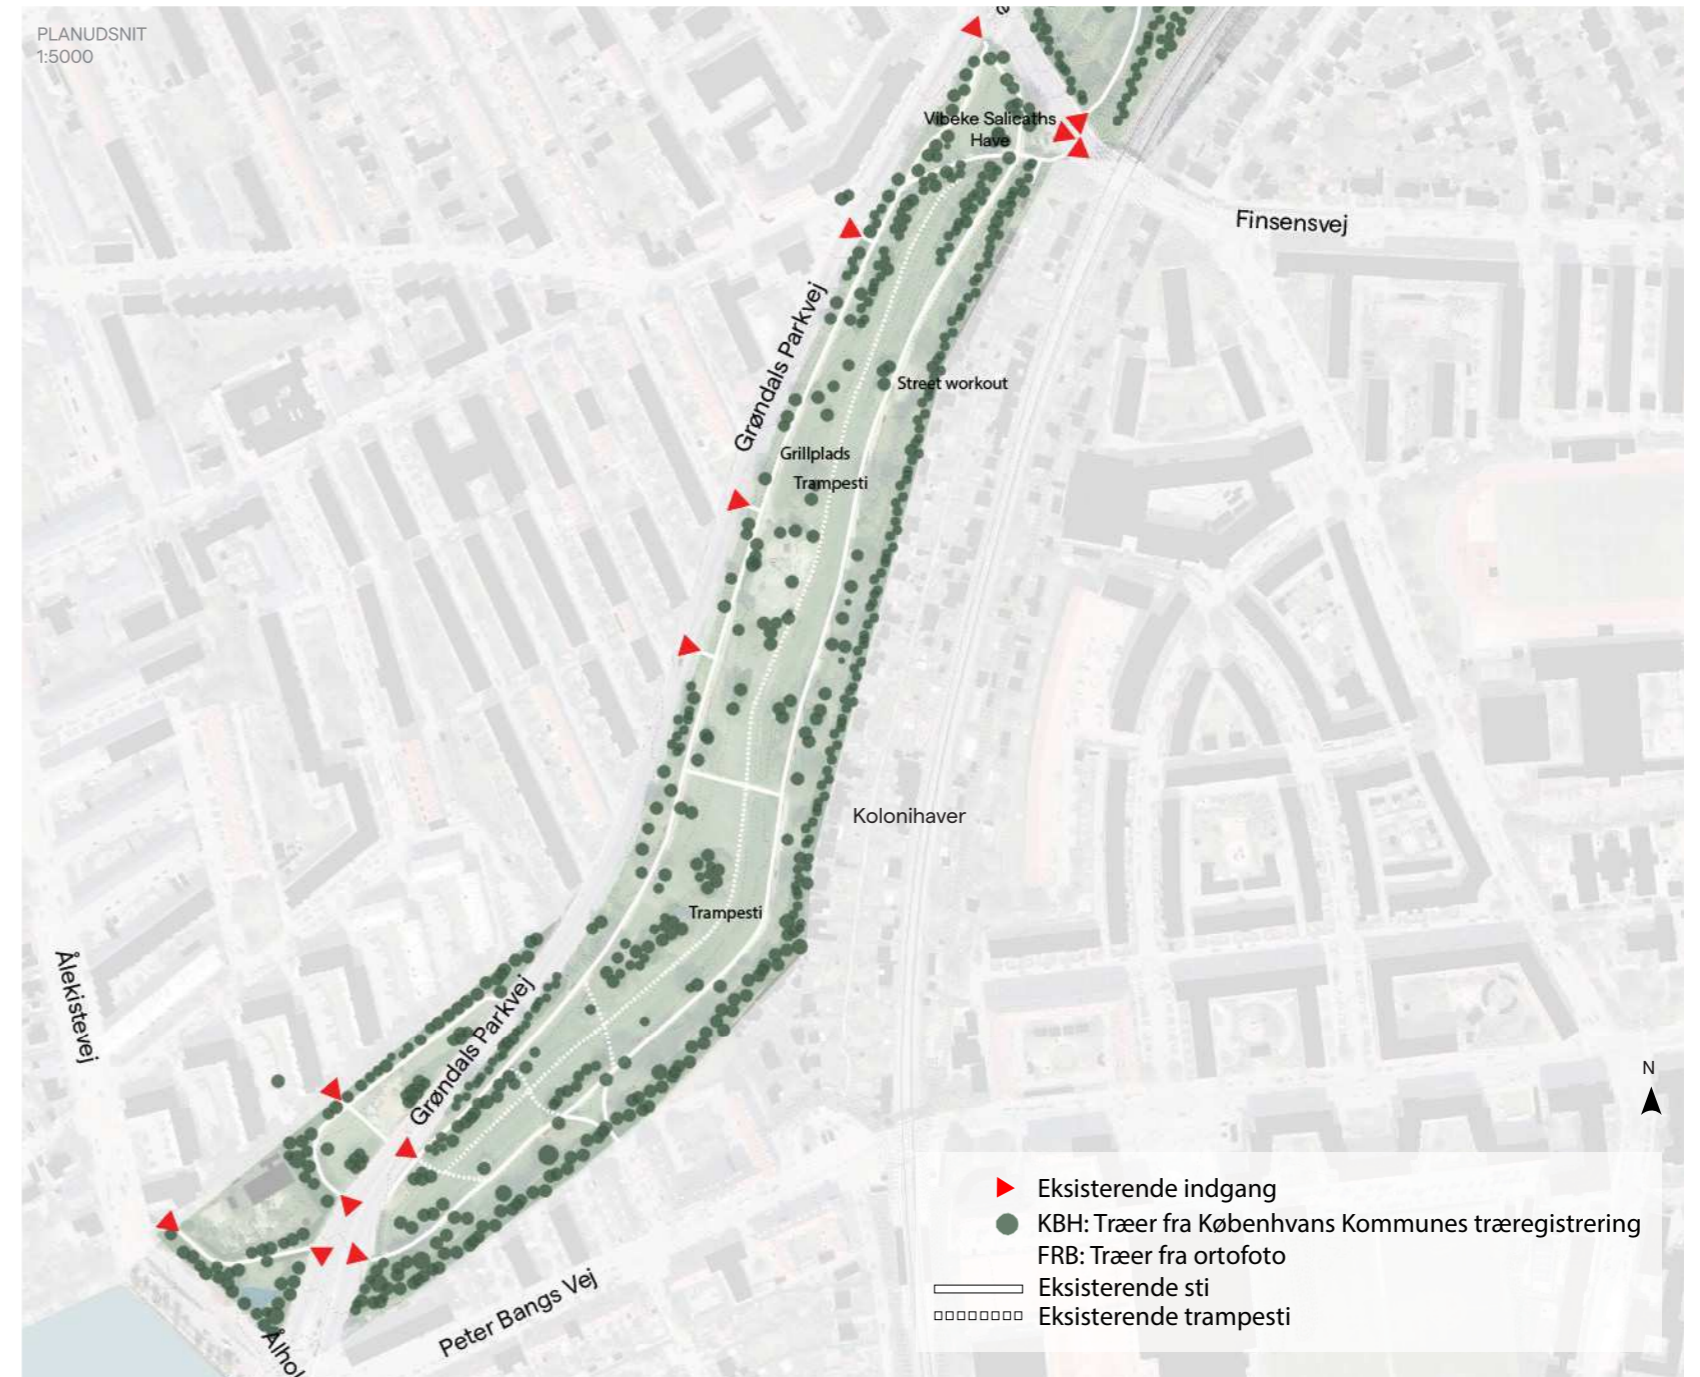 PLANUDSNIT
1:5000
Vibeke Salicaths
Have
Finsensvej
Grøndals Parkvej
Street workout
Grillplads
Trampesti
Kolonihaver
Trampesti
Ålekistevej
Grøndals Parkvej
N
Eksisterende indgang
KBH: Træer fra Københvans Kommunes træregistrering
FRB: Træer fra ortofoto
Eksisterende sti
Eksisterende trampesti
Peter Bangs Vej
Ålhol